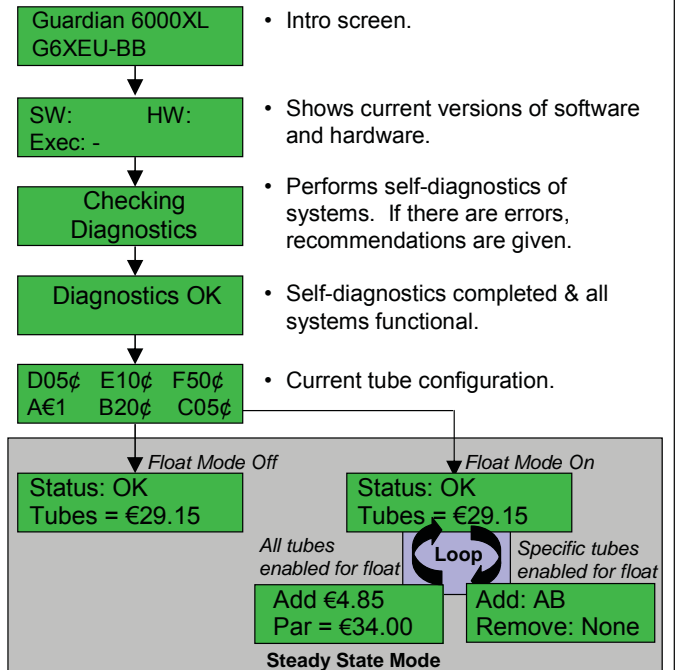 Guardian 6000XL
G6XEU-BB
• Intro screen.
SW: HW:
Exec: -
• Shows current versions of software
and hardware.
Checking
Diagnostics
• Performs self-diagnostics of
systems. If there are errors,
recommendations are given.
Diagnostics OK
• Self-diagnostics completed & all
systems functional.
D05¢ E10¢ F50¢
A€1 B20¢ C05¢
• Current tube configuration.
Float Mode Off
Status: OK
Tubes = €29.15
Float Mode On
Status: OK
Tubes = €29.15
All tubes
enabled for float
Loop
Specific tubes
enabled for float
Add €4.85
Par = €34.00
Add: AB
Remove: None
Steady State Mode